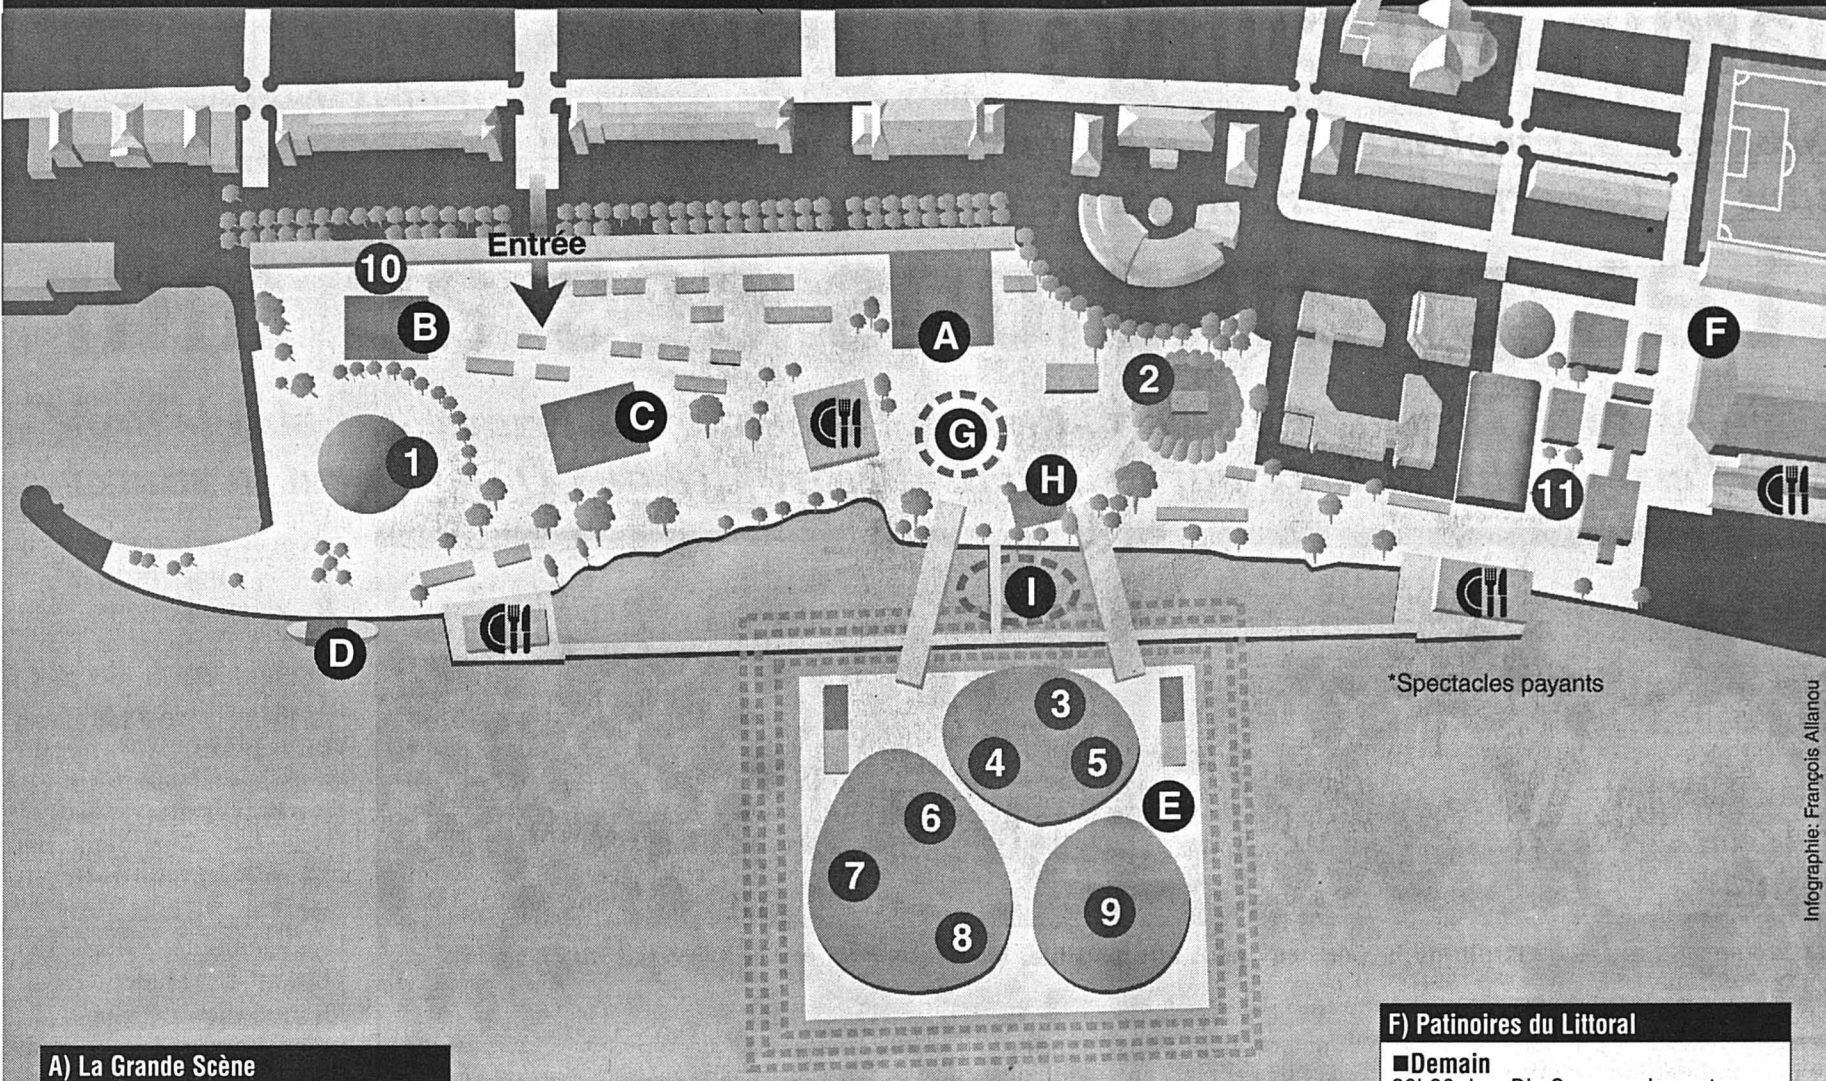 Entrée
10
B
A
F
2
C
G
1
H
11
I
D
*Spectacles payants
3
4
5
E
6
7
9
8
Infographie: François Allanou
F) Patinoires du Littoral
■Demain
A) La Grande Scène